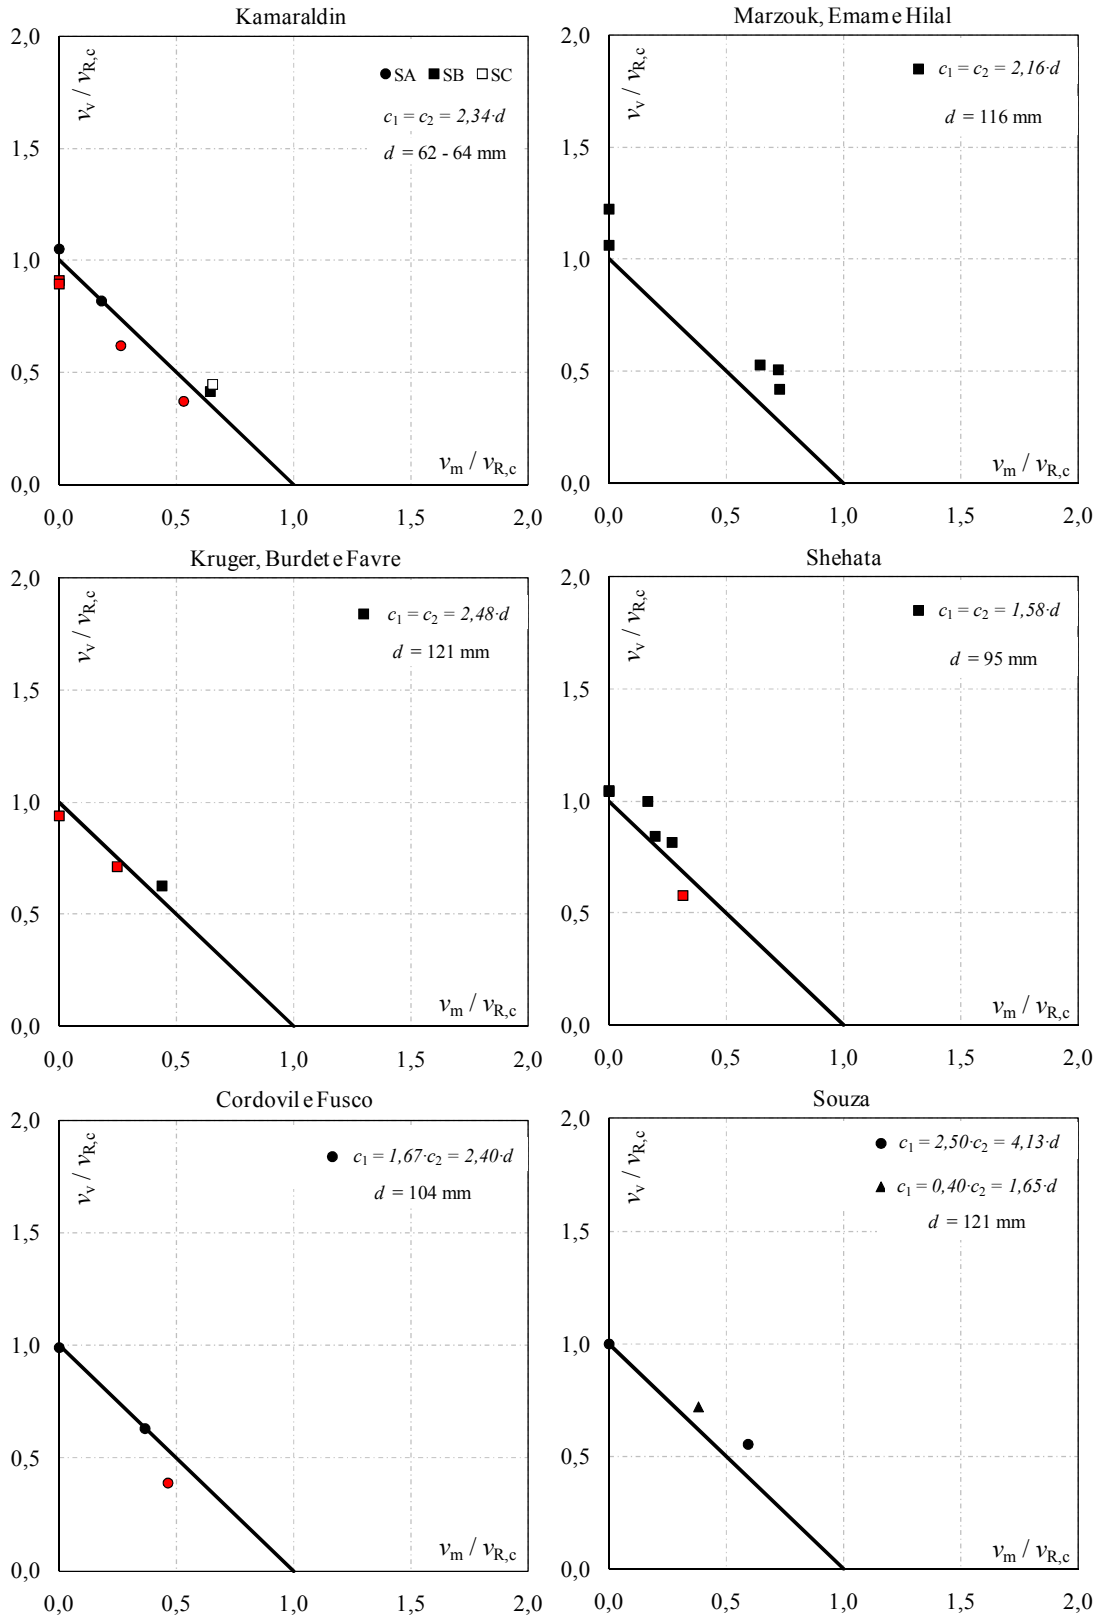 Kamaraldin
2,0
v_v / v_R,c
● SA ■ SB □ SC
c₁ = c₂ = 2,34·d
d = 62 - 64 mm
1,5
1,0
0,5
v_m / v_R,c
0,0
0,0 0,5 1,0 1,5 2,0
Marzouk, Emam e Hilal
2,0
v_v / v_R,c
c₁ = c₂ = 2,16·d
d = 116 mm
1,5
1,0
0,5
v_m / v_R,c
0,0
0,0 0,5 1,0 1,5 2,0
Kruger, Burdet e Favre
2,0
v_v / v_R,c
c₁ = c₂ = 2,48·d
d = 121 mm
1,5
1,0
0,5
v_m / v_R,c
0,0
0,0 0,5 1,0 1,5 2,0
Shehata
2,0
v_v / v_R,c
c₁ = c₂ = 1,58·d
d = 95 mm
1,5
1,0
0,5
v_m / v_R,c
0,0
0,0 0,5 1,0 1,5 2,0
Cordovil e Fusco
2,0
v_v / v_R,c
c₁ = 1,67·c₂ = 2,40·d
d = 104 mm
1,5
1,0
0,5
v_m / v_R,c
0,0
0,0 0,5 1,0 1,5 2,0
Souza
2,0
v_v / v_R,c
c₁ = 2,50·c₂ = 4,13·d
c₁ = 0,40·c₂ = 1,65·d
d = 121 mm
1,5
1,0
0,5
v_m / v_R,c
0,0
0,0 0,5 1,0 1,5 2,0